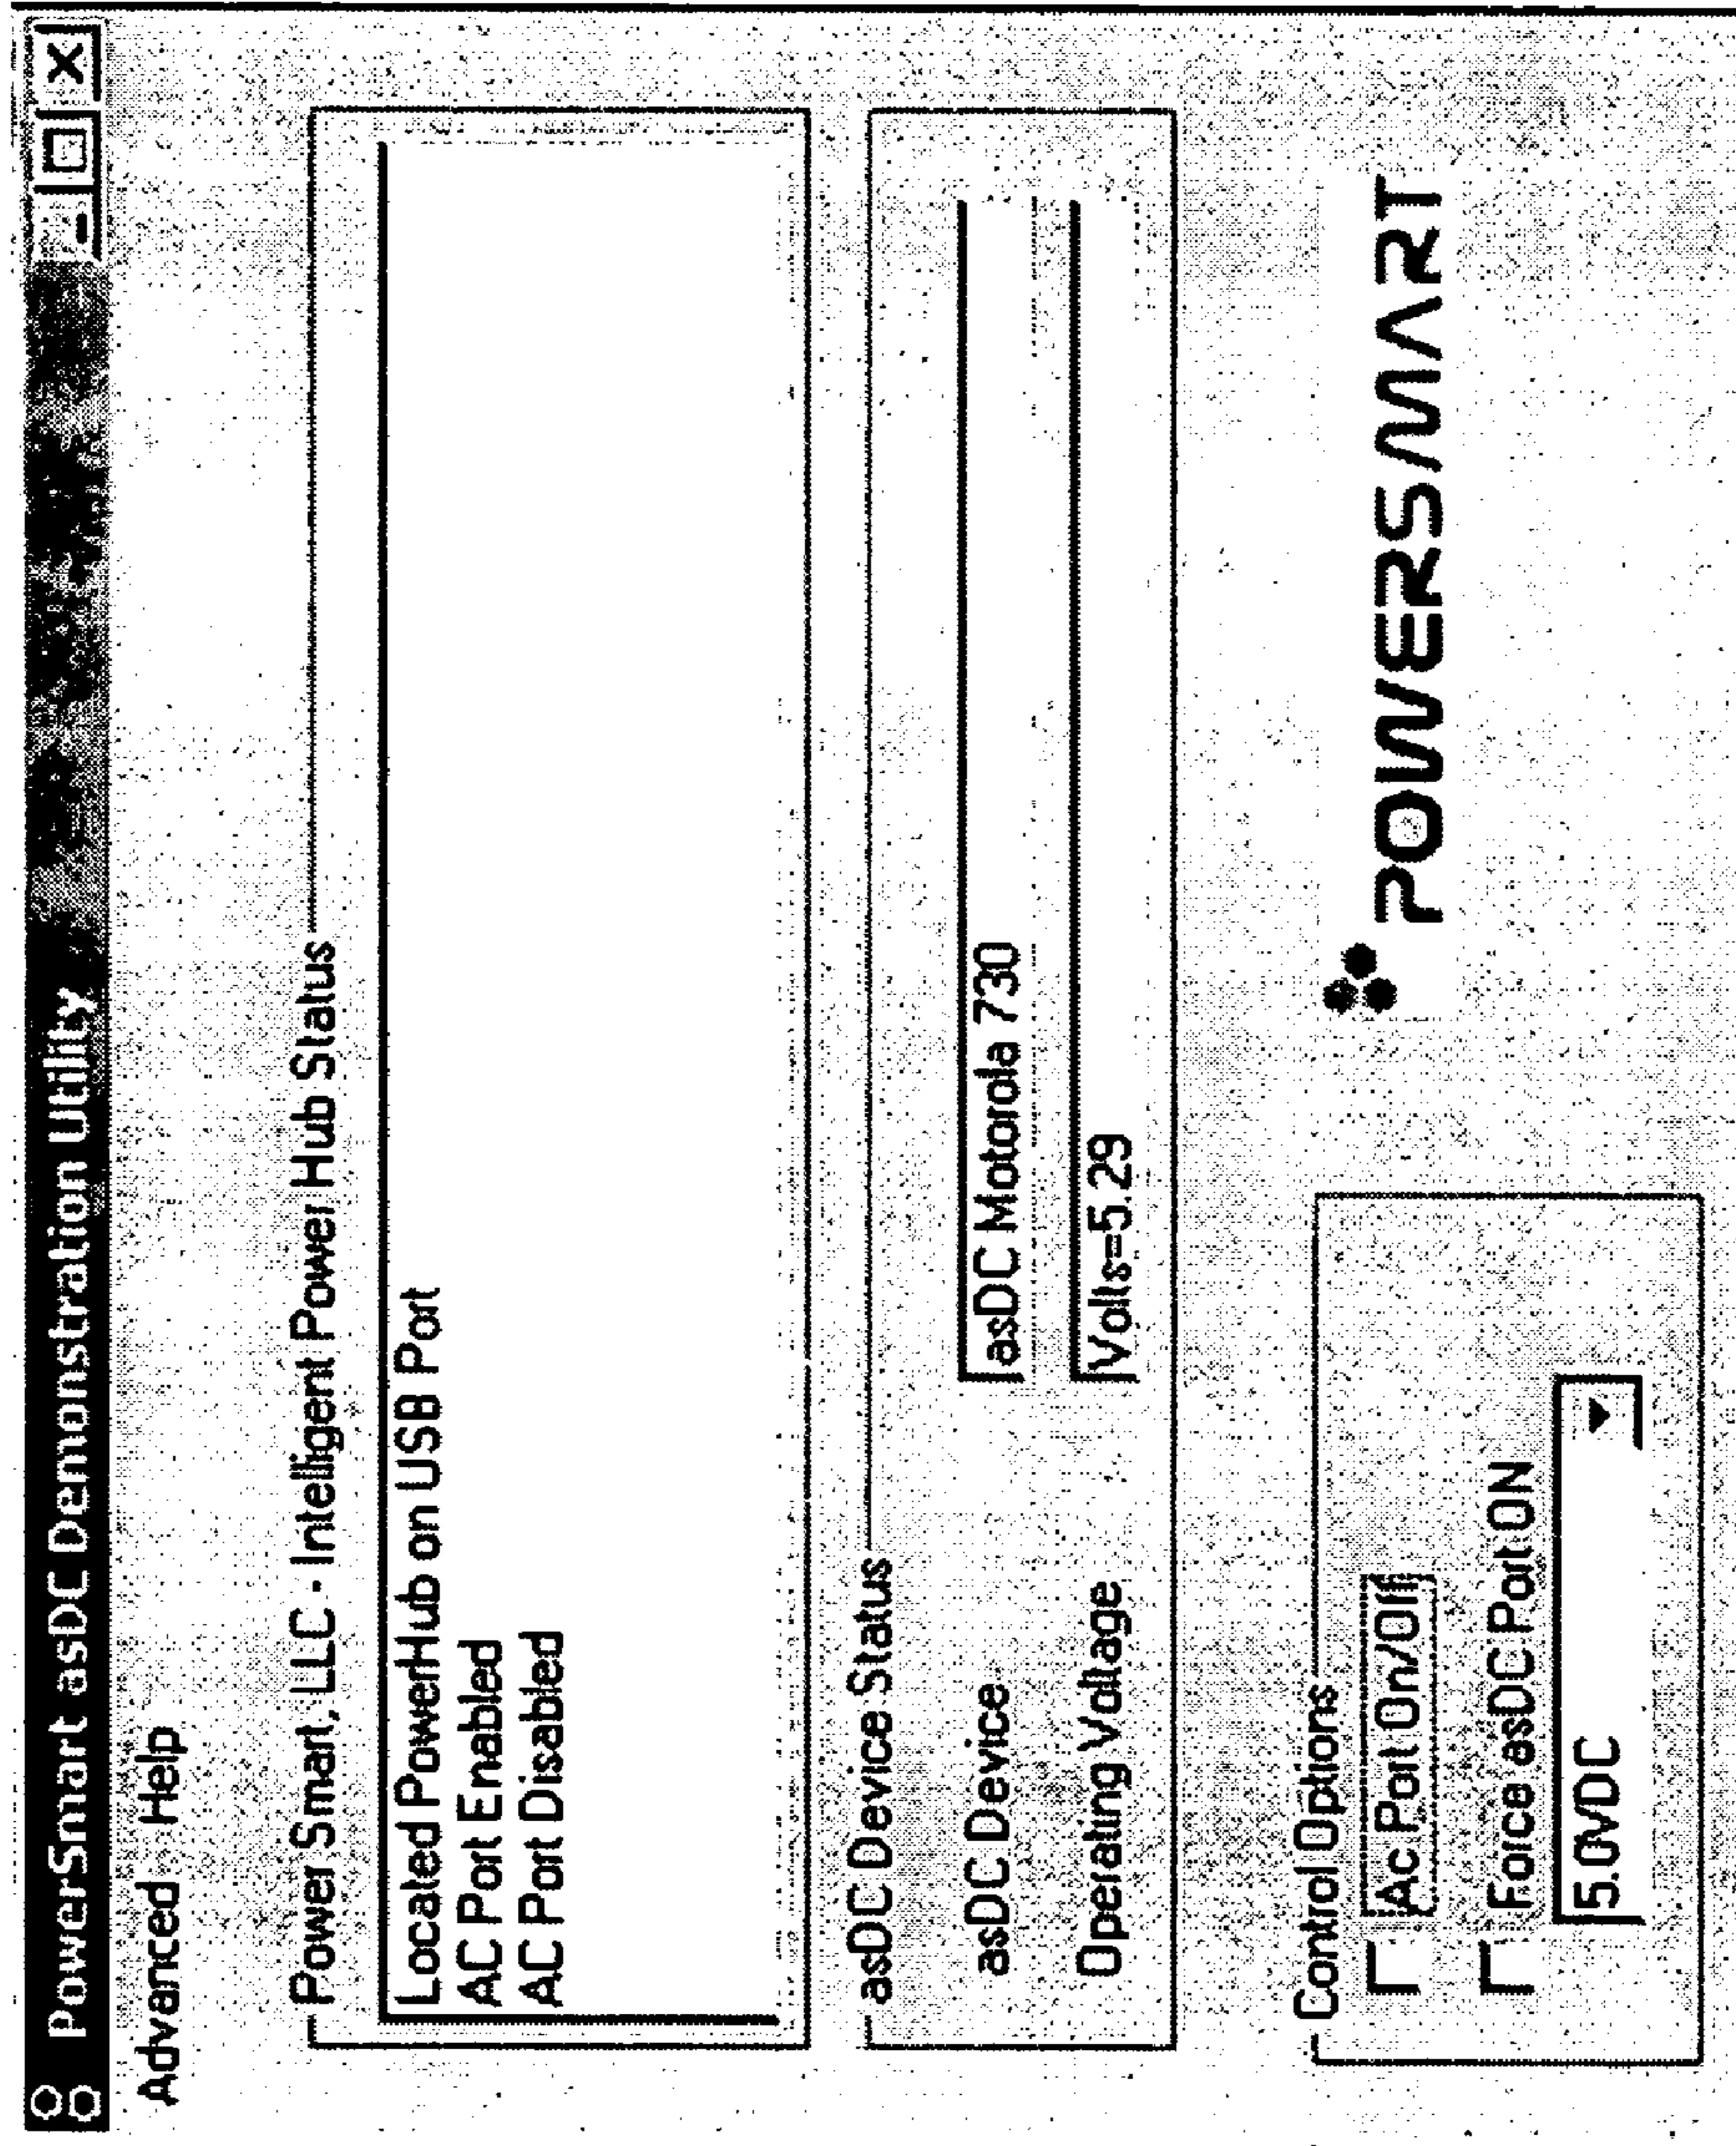 PowerSmart asDC Demonstration Utility
Advanced Help
Power Smart, LLC - Intelligent Power Hub Status
Located PowerHub on USB Port
AC Port Enabled
AC Port Disabled
asDC Device Status
asDC Device
asDC Motorola 730
Operating Voltage
Volts=5.29
Control Options
Ac Port On/Off
Force asDC Port ON
5.0VDC
POWERSMART